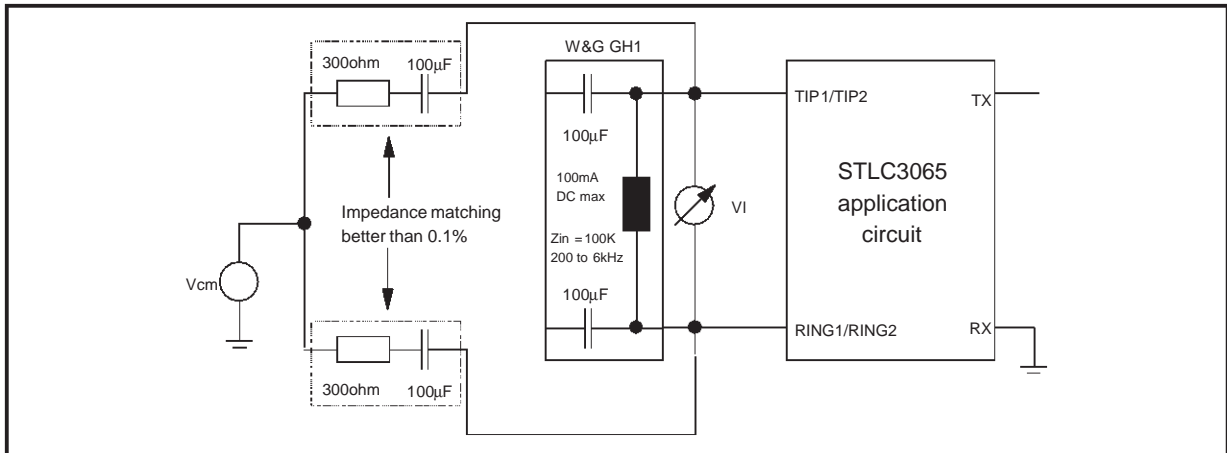 W&G GH1
300ohm
100μF
TIP1/TIP2
TX
100μF
100mA
DC max
STLC3065
application
circuit
VI
Impedance matching
better than 0.1%
Zin = 100K
200 to 6kHz
Vcm
100μF
RING1/RING2
RX
300ohm
100μF